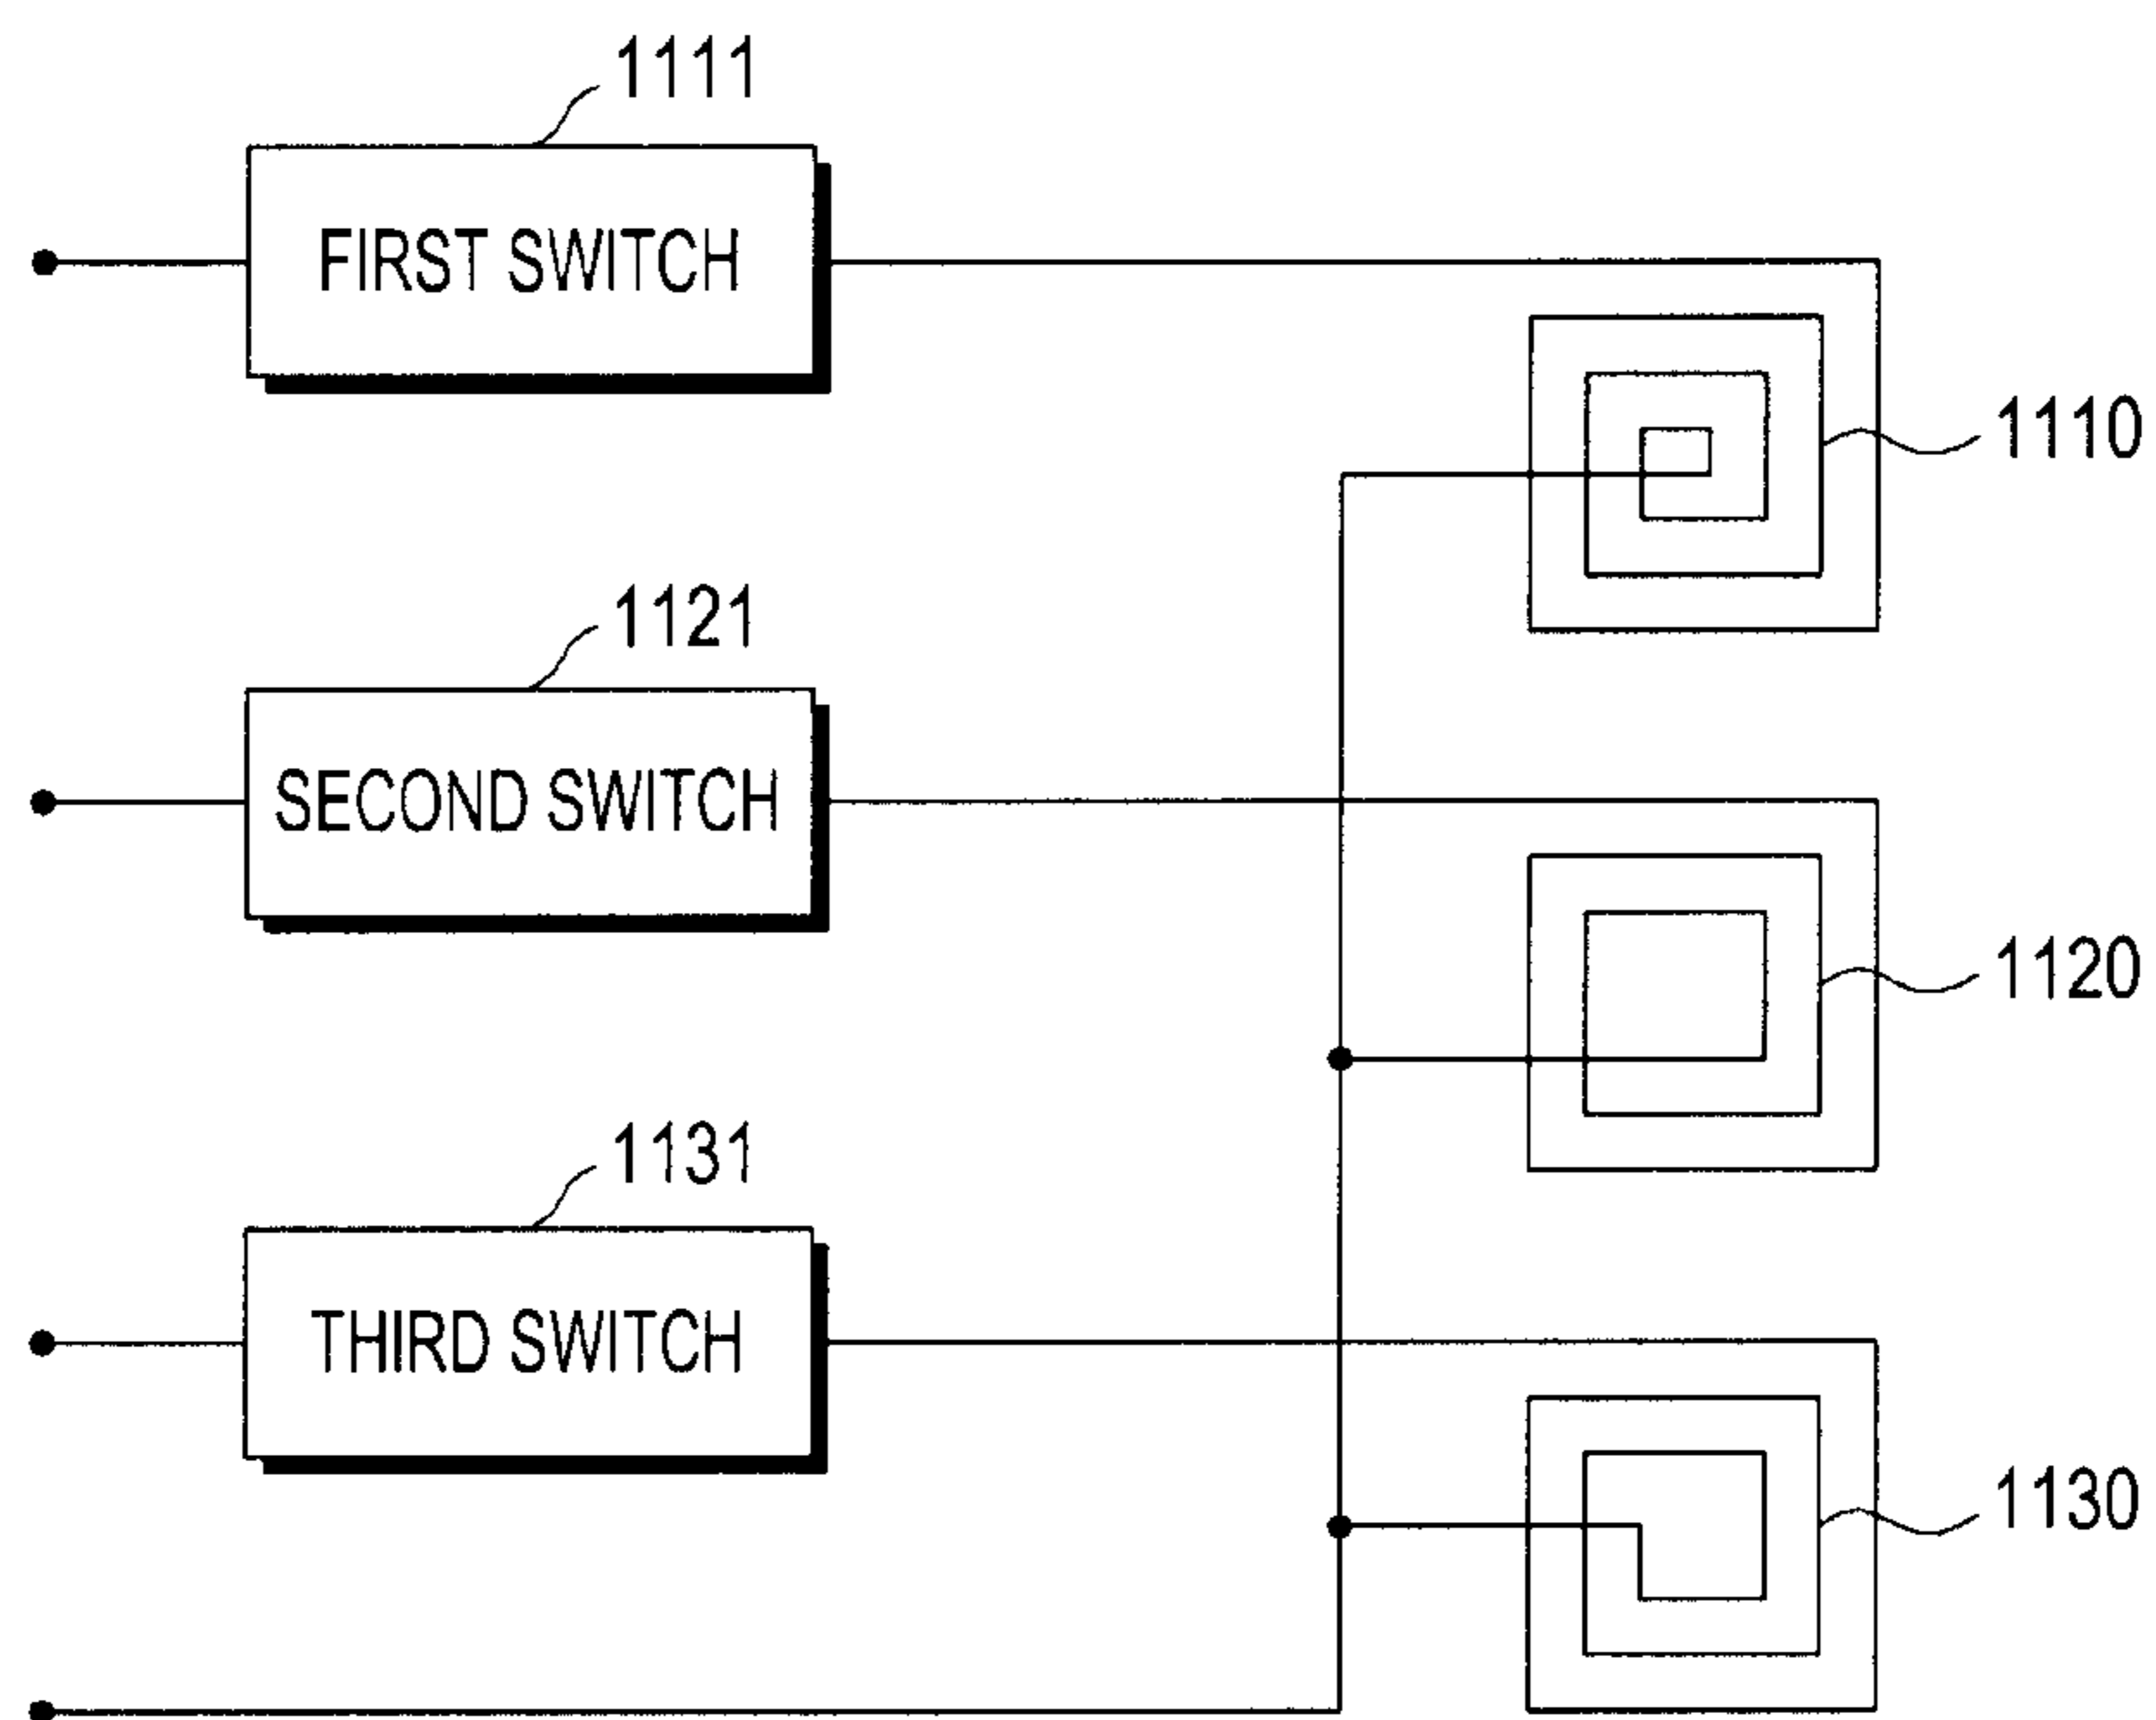 1111
FIRST SWITCH
1110
1121
SECOND SWITCH
1120
1131
THIRD SWITCH
1130